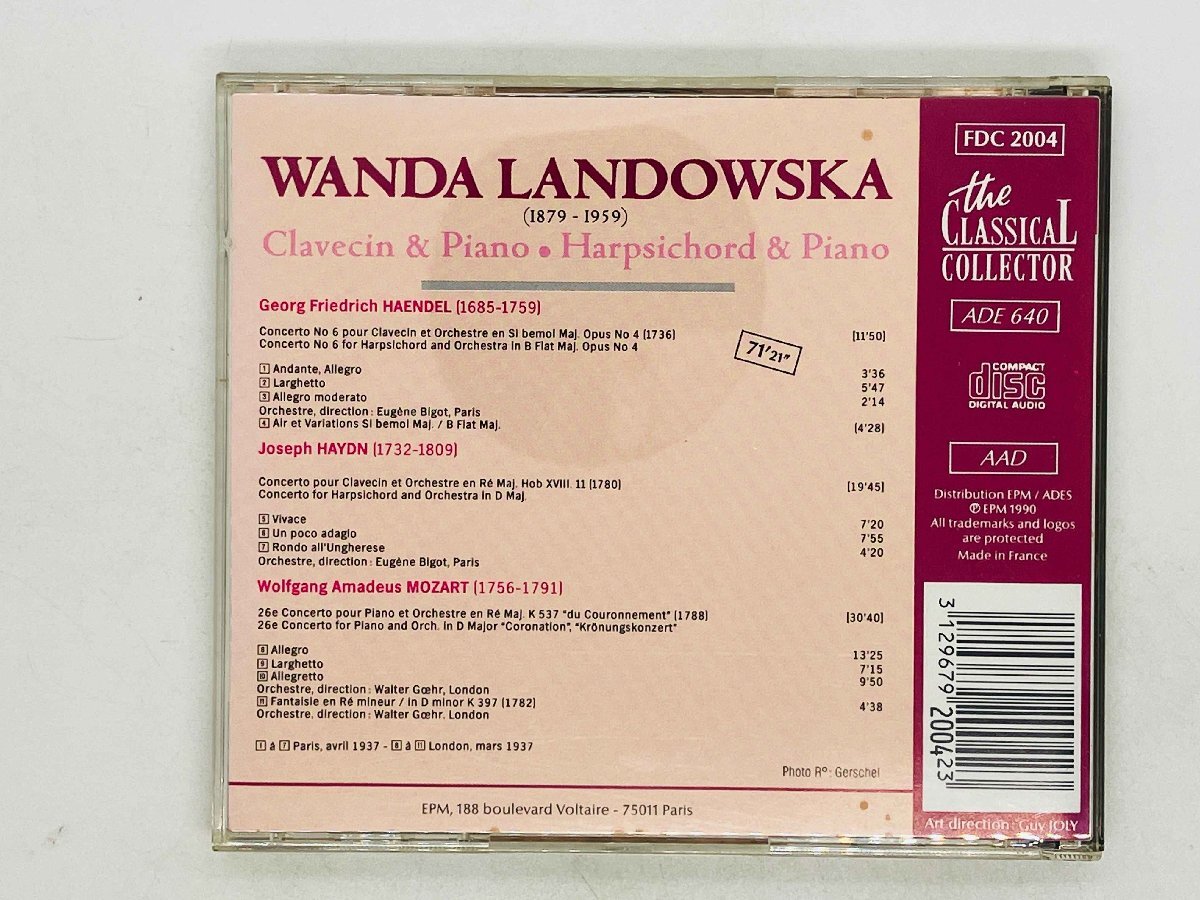 WANDA LANDOWSKA
(1879 - 1959)
Clavecin & Piano • Harpsichord & Piano
Georg Friedrich HAENDEL (1685-1759)
Concerto No 6 pour Clavecin et Orchestre en Si bemol Maj. Opus No 4 (1736) (11'50)
Concerto No 6 for Harpsichord and Orchestra in B Flat Maj. Opus No 4
71'21"
1 Andante, Allegro 3'36
2 Larghetto 5'47
3 Allegro moderato 2'14
Orchestre, direction : Eugène Bigot, Paris
4 Air et Variations Si bemol Maj. / B Flat Maj. (4'28)
Joseph HAYDN (1732-1809)
Concerto pour Clavecin et Orchestre en Ré Maj. Hob XVIII. 11 (1780) (19'45)
Concerto for Harpsichord and Orchestra in D Maj.
5 Vivace 7'20
6 Un poco adagio 7'55
7 Rondo all'Ungherese 4'20
Orchestre, direction : Eugène Bigot, Paris
Wolfgang Amadeus MOZART (1756-1791)
26e Concerto pour Piano et Orchestre en Ré Maj. K 537 "du Couronnement" (1788) (30'40)
26e Concerto for Piano and Orch. in D Major "Coronation", "Krönungskonzert"
8 Allegro 13'25
9 Larghetto 7'15
10 Allegretto 9'50
Orchestre, direction : Walter Gœhr, London
11 Fantaisie en Ré mineur / in D minor K 397 (1782) 4'38
Orchestre, direction : Walter Gœhr. London
1 à 7 Paris, avril 1937 - 8 à 11 London, mars 1937
Photo Rº : Gerschel
EPM, 188 boulevard Voltaire - 75011 Paris
FDC 2004
the
CLASSICAL
COLLECTOR
ADE 640
COMPACT
disc
DIGITAL AUDIO
AAD
Distribution EPM / ADES
℗ EPM 1990
All trademarks and logos
are protected
Made in France
3 129679 200423
Art direction : Guy JOLY